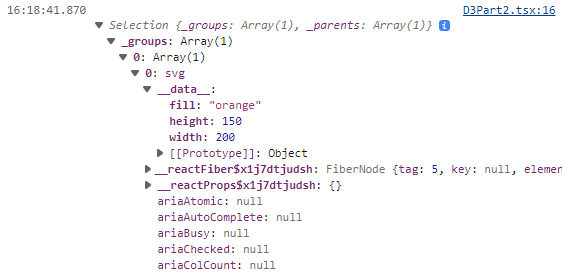 16:18:41.870 D3Part2.tsx:16
Selection {_groups: Array(1), _parents: Array(1)} i
_groups: Array(1)
0: Array(1)
0: svg
__data__:
fill: "orange"
height: 150
width: 200
[[Prototype]]: Object
__reactFiber$x1j7dtjudsh: FiberNode {tag: 5, key: null, elemen
__reactProps$x1j7dtjudsh: {}
ariaAtomic: null
ariaAutoComplete: null
ariaBusy: null
ariaChecked: null
ariaColCount: null